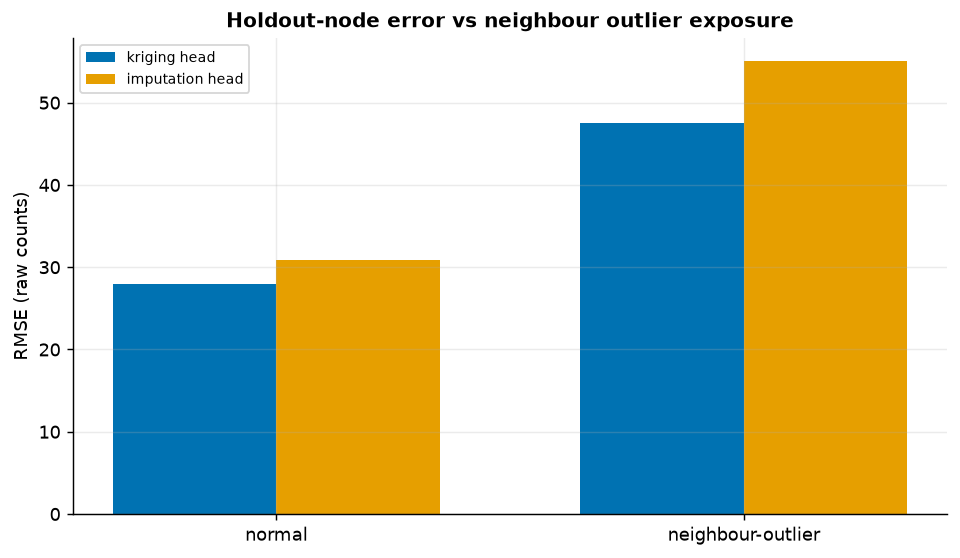 Holdout-node error vs neighbour outlier exposure
kriging head
imputation head
RMSE (raw counts)
50
40
30
20
10
0
normal
neighbour-outlier